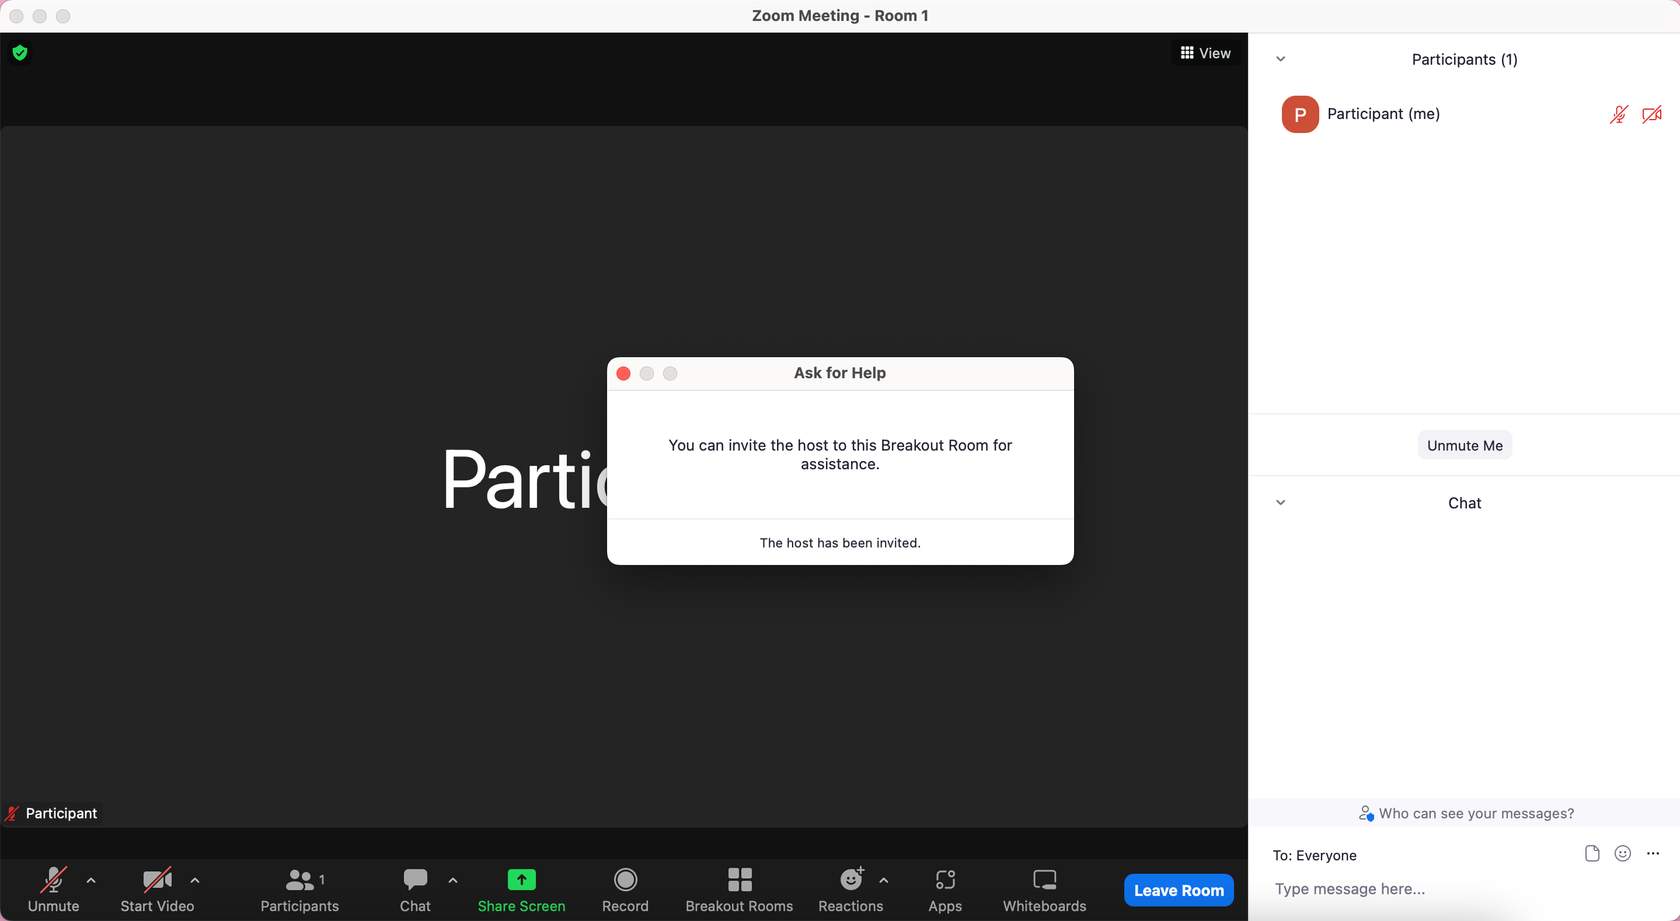 Zoom Meeting - Room 1
View
Participants (1)
P
Participant (me)
Ask for Help
You can invite the host to this Breakout Room for
assistance.
The host has been invited.
Unmute Me
Chat
Participant
Who can see your messages?
To: Everyone
Type message here...
1
Unmute
Start Video
Participants
Chat
Share Screen
Record
Breakout Rooms
Reactions
Apps
Whiteboards
Leave Room